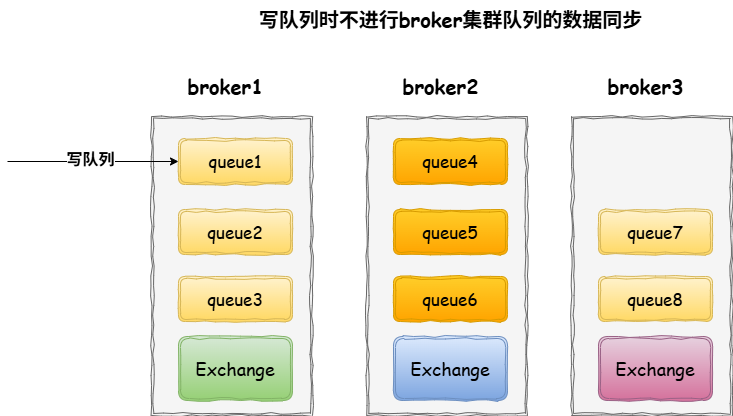 写队列时不进行broker集群队列的数据同步
broker1
broker2
broker3
写队列
queue1
queue4
queue2
queue5
queue7
queue3
queue6
queue8
Exchange
Exchange
Exchange